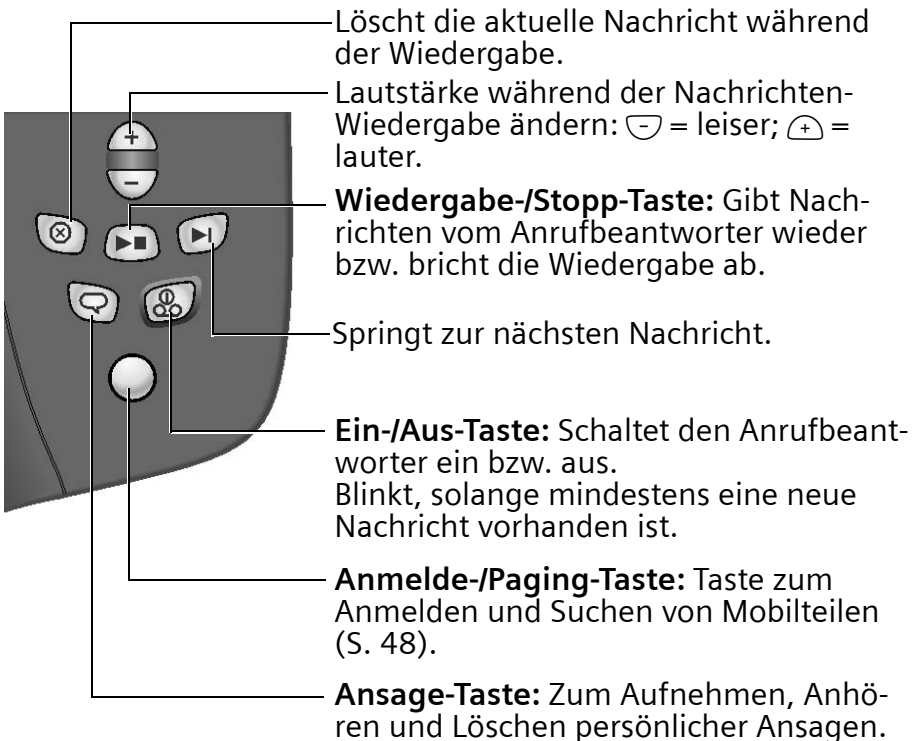 Löscht die aktuelle Nachricht während
der Wiedergabe.
Lautstärke während der Nachrichten-
Wiedergabe ändern: - = leiser; + =
lauter.
Wiedergabe-/Stopp-Taste: Gibt Nach-
richten vom Anrufbeantworter wieder
bzw. bricht die Wiedergabe ab.
Springt zur nächsten Nachricht.
Ein-/Aus-Taste: Schaltet den Anrufbeant-
worter ein bzw. aus.
Blinkt, solange mindestens eine neue
Nachricht vorhanden ist.
Anmelde-/Paging-Taste: Taste zum
Anmelden und Suchen von Mobilteilen
(S. 48).
Ansage-Taste: Zum Aufnehmen, Anhö-
ren und Löschen persönlicher Ansagen.